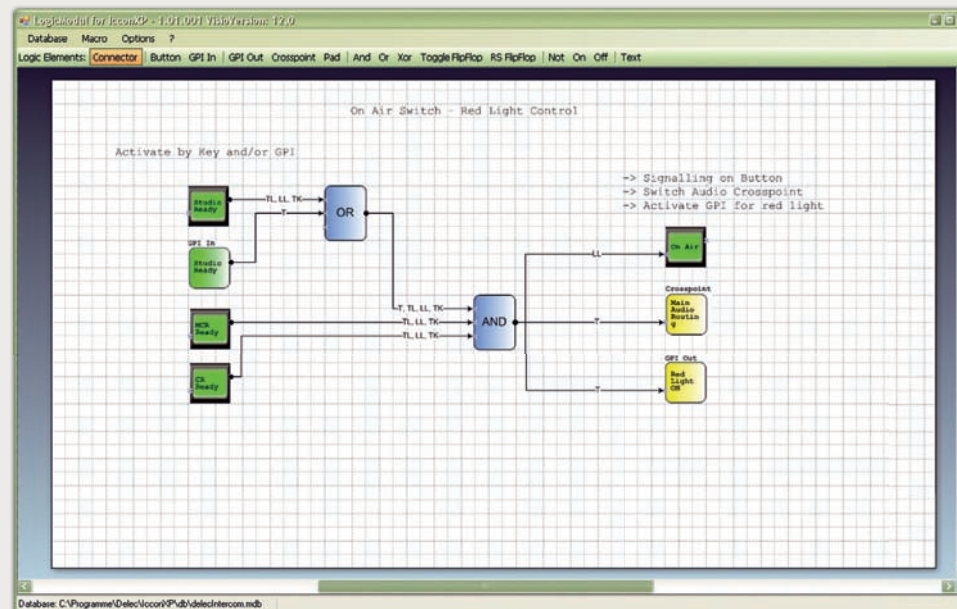 LogicModul for IcconXP - 1.01.001 VisioVersion: 12,0
Database Macro Options ?
Logic Elements: Connector Button GPI In GPI Out Crosspoint Pad And Or Xor Toggle FlipFlop RS FlipFlop Not On Off Text
On Air Switch - Red Light Control
Activate by Key and/or GPI
-> Signalling on Button
-> Switch Audio Crosspoint
-> Activate GPI for red light
Studio
Ready
TL, LL, TK
T
OR
GPI In
Studio
Ready
MCR
Ready
CR
Ready
T, TL, LL, TK
TL, LL, TK
TL, LL, TK
AND
LL
On Air
Crosspoint
T
Main
Audio
Routin
g
GPI Out
T
Red
Light
ON
Database: C:\Programme\Delec\IcconXP\db\delecIntercom.mdb